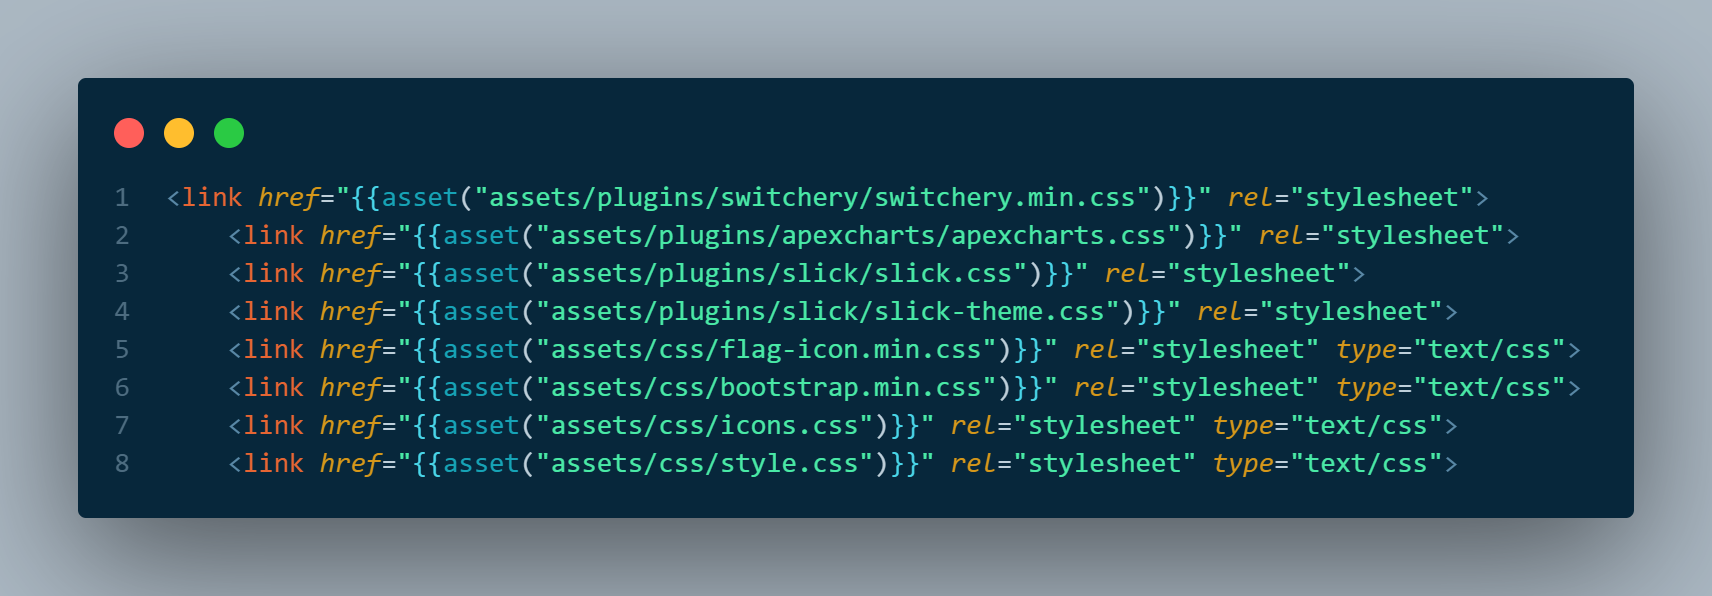 1 <link href="{{asset("assets/plugins/switchery/switchery.min.css")}}" rel="stylesheet">
2     <link href="{{asset("assets/plugins/apexcharts/apexcharts.css")}}" rel="stylesheet">
3     <link href="{{asset("assets/plugins/slick/slick.css")}}" rel="stylesheet">
4     <link href="{{asset("assets/plugins/slick/slick-theme.css")}}" rel="stylesheet">
5     <link href="{{asset("assets/css/flag-icon.min.css")}}" rel="stylesheet" type="text/css">
6     <link href="{{asset("assets/css/bootstrap.min.css")}}" rel="stylesheet" type="text/css">
7     <link href="{{asset("assets/css/icons.css")}}" rel="stylesheet" type="text/css">
8     <link href="{{asset("assets/css/style.css")}}" rel="stylesheet" type="text/css">